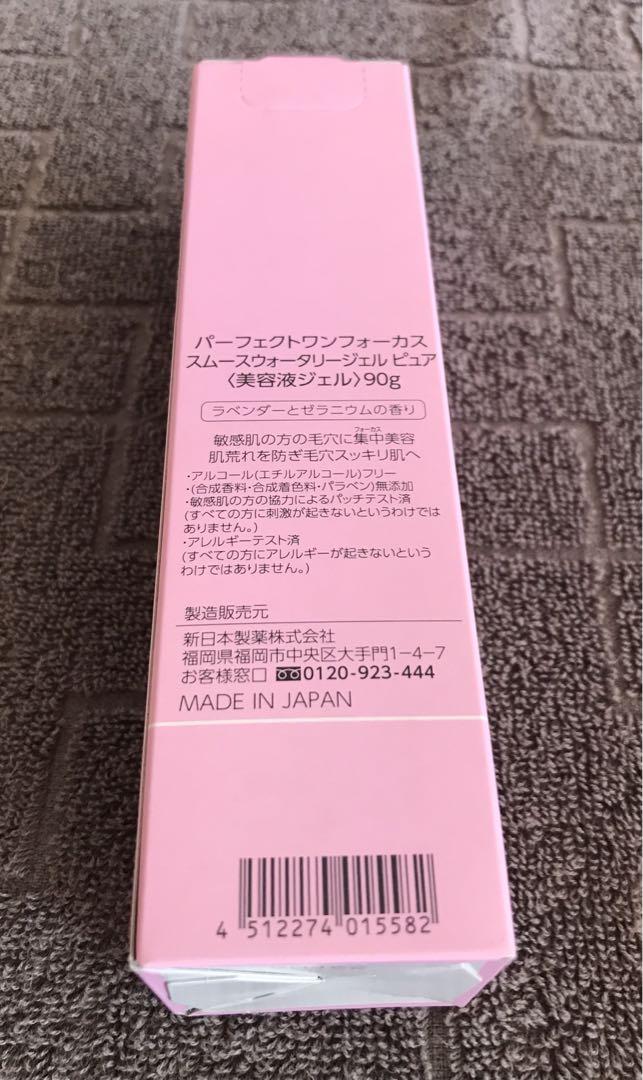 パーフェクトワンフォーカス
スムースウォータリージェル ピュア
〈美容液ジェル〉90g
ラベンダーとゼラニウムの香り
フォーカス
敏感肌の方の毛穴に集中美容
肌荒れを防ぎ毛穴スッキリ肌へ
・アルコール(エチルアルコール)フリー
・(合成香料・合成着色料・パラベン)無添加
・敏感肌の方の協力によるパッチテスト済
(すべての方に刺激が起きないというわけでは
ありません。)
・アレルギーテスト済
(すべての方にアレルギーが起きないという
わけではありません。)
製造販売元
新日本製薬株式会社
福岡県福岡市中央区大手門1-4-7
お客様窓口 0120-923-444
MADE IN JAPAN
4 512274 015582